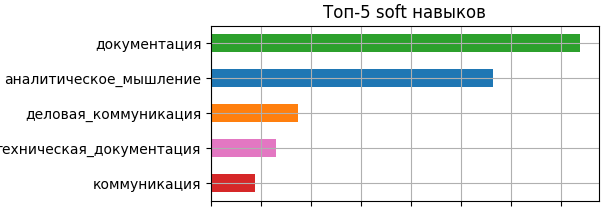 Топ-5 soft навыков
документация
аналитическое_мышление
деловая_коммуникация
техническая_документация
коммуникация